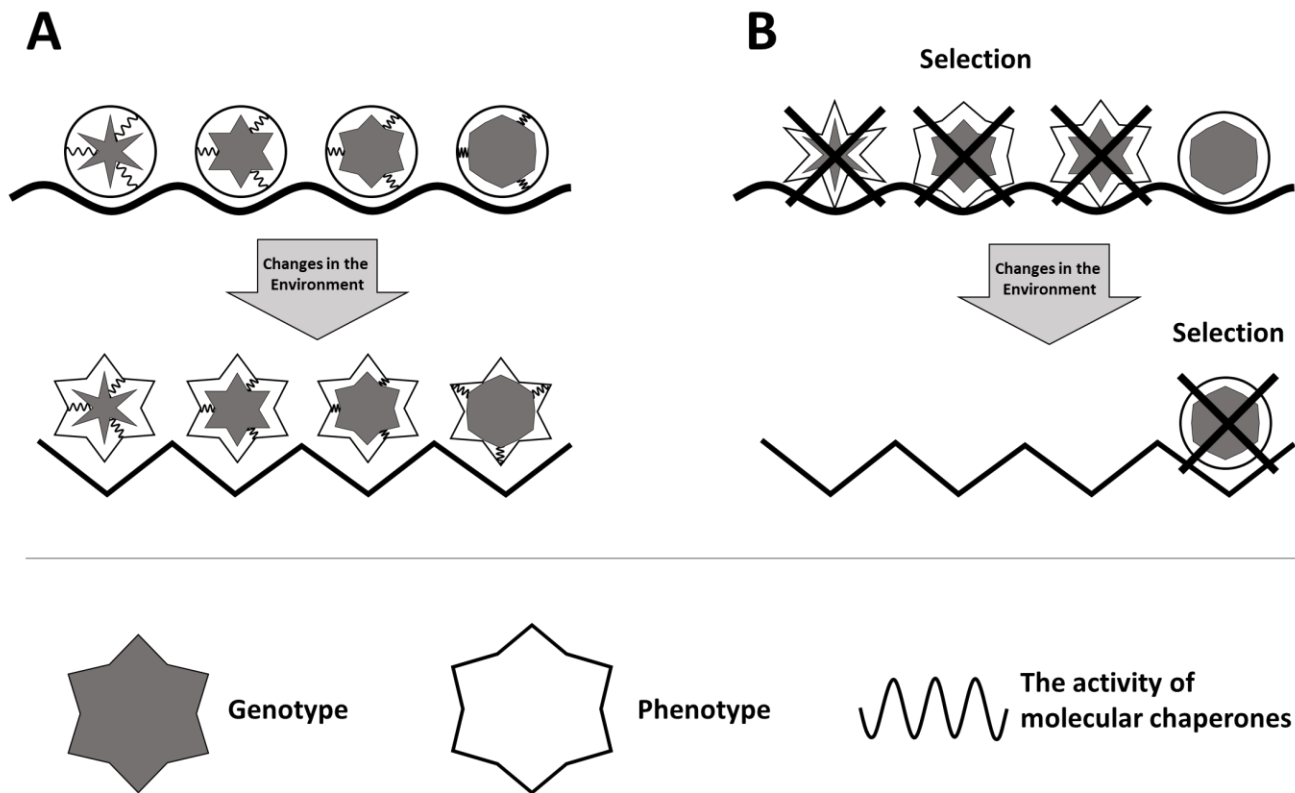 A
B
Selection
Changes in the
Environment
Changes in the
Environment
Selection
Genotype
Phenotype
The activity of
molecular chaperones